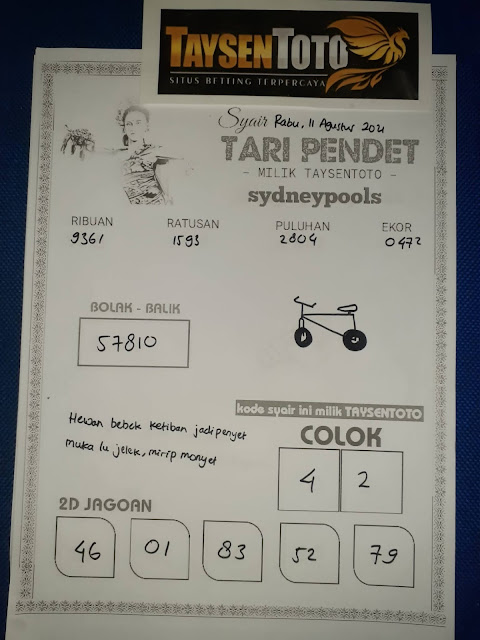 TAYSENTOTO
SITUS BETTING TERPERCAYA
Syair Rabu, 11 Agustus 2021
TARI PENDET
- MILIK TAYSENTOTO -
sydneypools
RIBUAN RATUSAN PULUHAN EKOR
9361 1593 2804 0472
BOLAK - BALIK
57810
kode syair ini milik TAYSENTOTO
Hewan bebek ketiban jadi penyet
muka lu jelek, mirip monyet
COLOK
4 2
2D JAGOAN
46 01 83 52 79